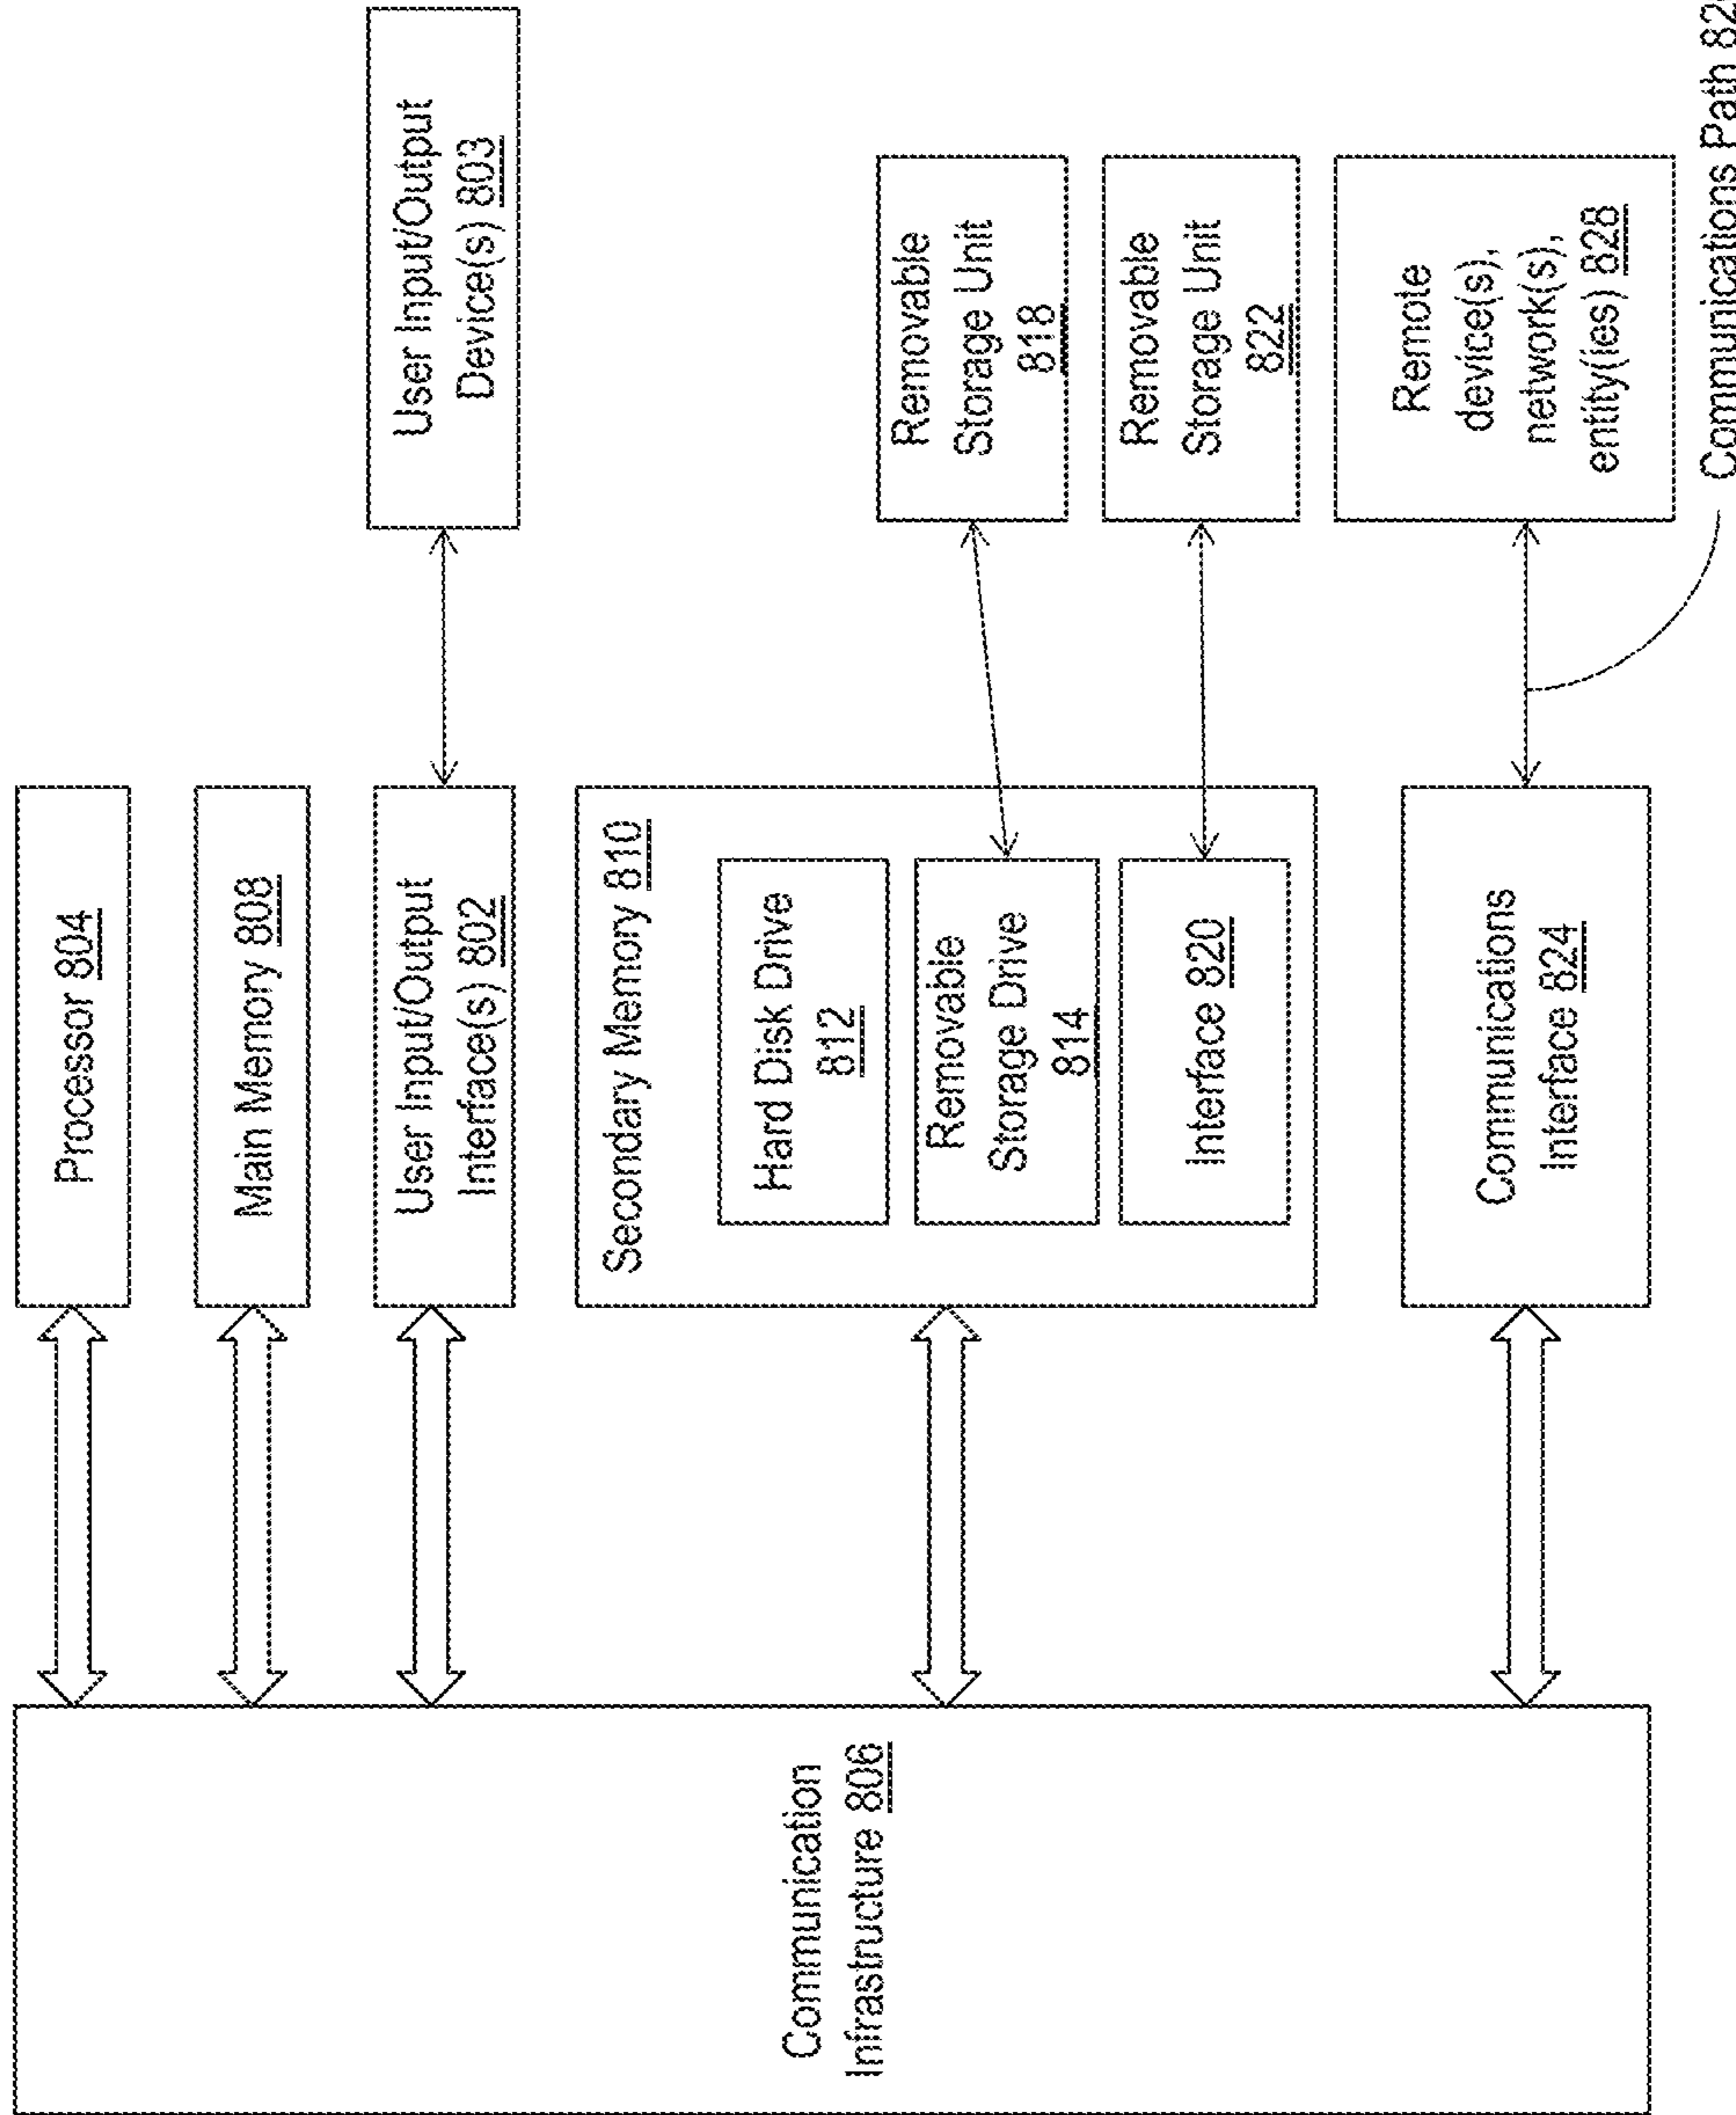 Processor 804
Main Memory 808
User Input/Output
Interface(s) 802
User Input/Output
Device(s) 803
Secondary Memory 810
Hard Disk Drive
812
Removable
Storage Drive
814
Interface 820
Removable
Storage Unit
818
Removable
Storage Unit
822
Communication
Infrastructure 806
Communications
Interface 824
Remote
device(s),
network(s),
entity(ies) 828
Communications Path